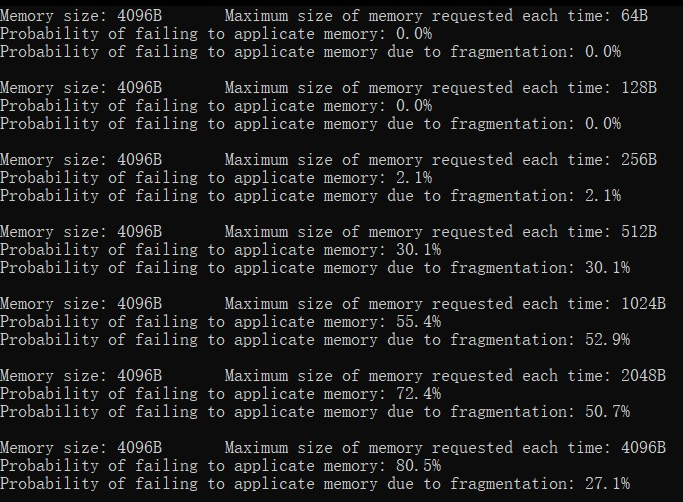 Memory size: 4096B       Maximum size of memory requested each time: 64B
Probability of failing to applicate memory: 0.0%
Probability of failing to applicate memory due to fragmentation: 0.0%

Memory size: 4096B       Maximum size of memory requested each time: 128B
Probability of failing to applicate memory: 0.0%
Probability of failing to applicate memory due to fragmentation: 0.0%

Memory size: 4096B       Maximum size of memory requested each time: 256B
Probability of failing to applicate memory: 2.1%
Probability of failing to applicate memory due to fragmentation: 2.1%

Memory size: 4096B       Maximum size of memory requested each time: 512B
Probability of failing to applicate memory: 30.1%
Probability of failing to applicate memory due to fragmentation: 30.1%

Memory size: 4096B       Maximum size of memory requested each time: 1024B
Probability of failing to applicate memory: 55.4%
Probability of failing to applicate memory due to fragmentation: 52.9%

Memory size: 4096B       Maximum size of memory requested each time: 2048B
Probability of failing to applicate memory: 72.4%
Probability of failing to applicate memory due to fragmentation: 50.7%

Memory size: 4096B       Maximum size of memory requested each time: 4096B
Probability of failing to applicate memory: 80.5%
Probability of failing to applicate memory due to fragmentation: 27.1%